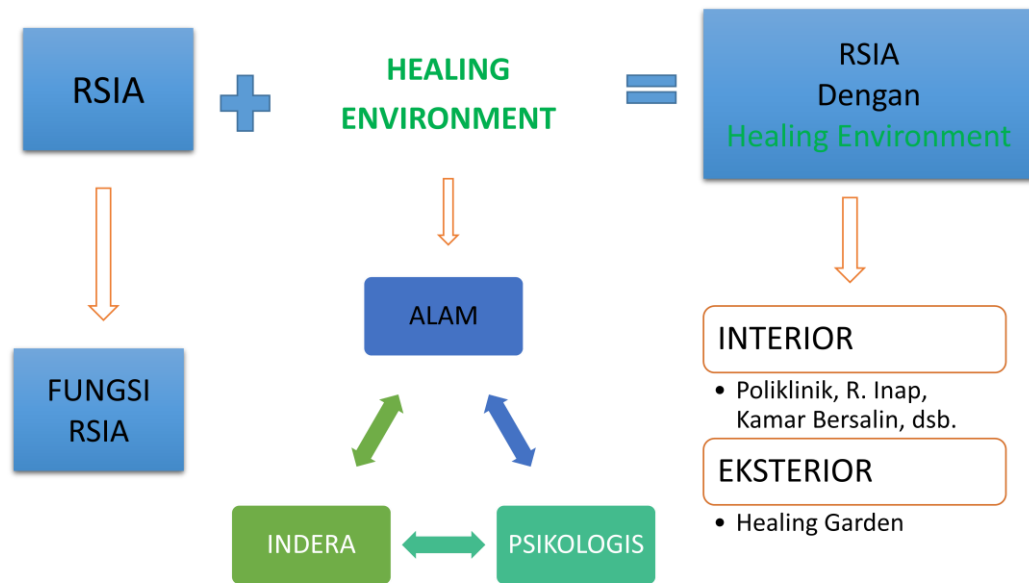 RSIA
HEALING
ENVIRONMENT
RSIA
Dengan
Healing Environment
FUNGSI
RSIA
ALAM
INDERA
PSIKOLOGIS
INTERIOR
• Poliklinik, R. Inap,
Kamar Bersalin, dsb.
EKSTERIOR
• Healing Garden